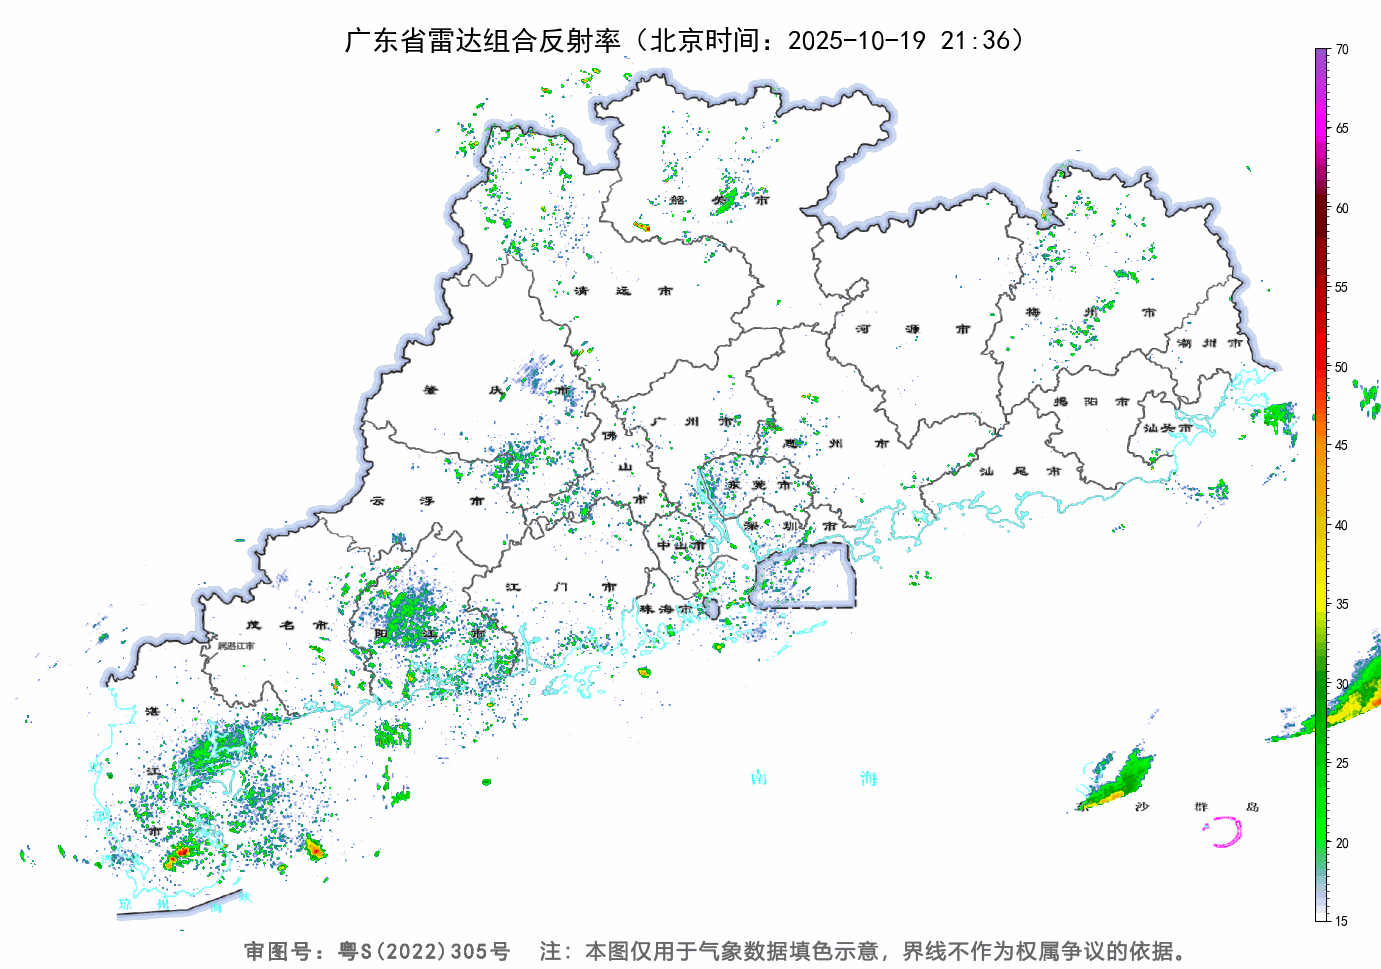 广东省雷达组合反射率（北京时间：2025-10-19 21:36）
70
65
60
55
50
45
40
35
30
25
20
15
韶关市
清远市
河源市
梅州市
潮州市
肇庆市
广州市
惠州市
揭阳市
汕头市
佛山市
云浮市
东莞市
汕尾市
深圳市
中山市
江门市
珠海市
茂名市
阳江市
属湛江市
湛江市
南海
东沙群岛
琼州海峡
审图号：粤S(2022)305号 注：本图仅用于气象数据填色示意，界线不作为权属争议的依据。